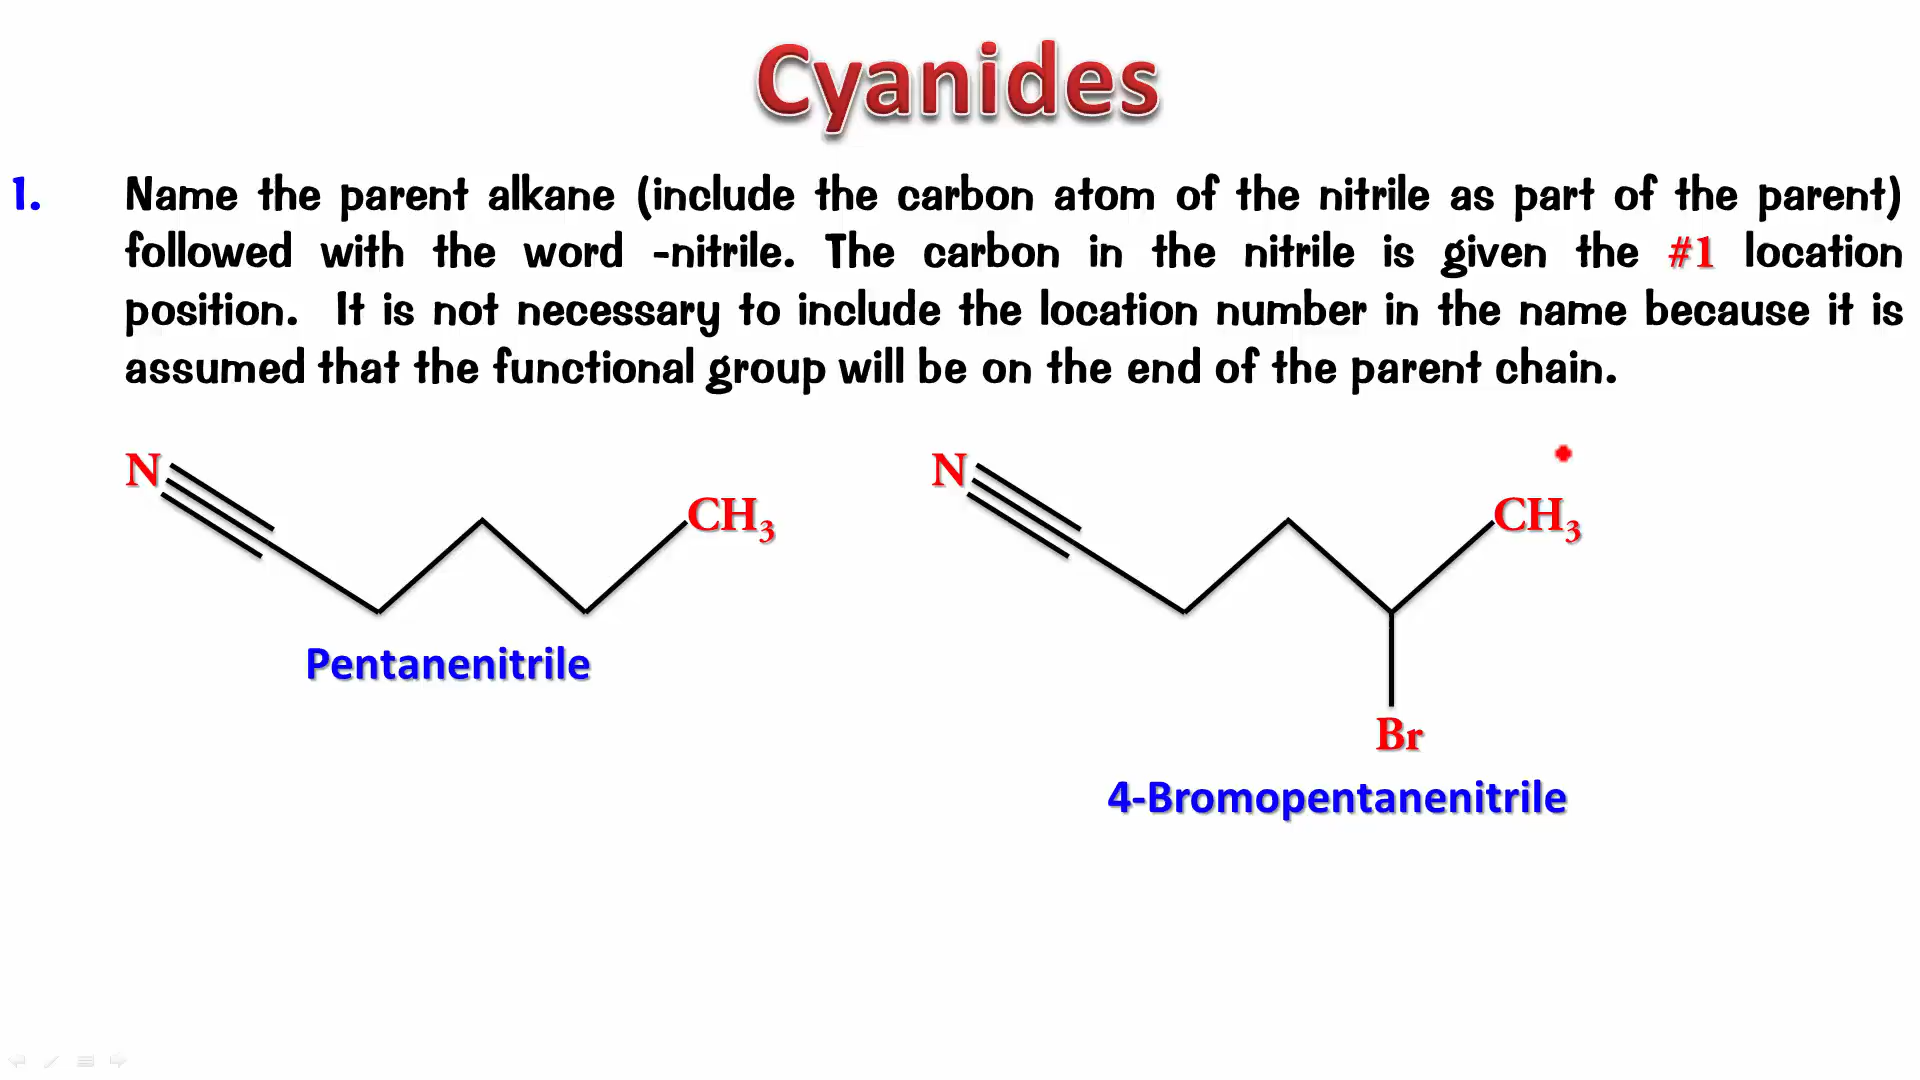 Cyanides
1. Name the parent alkane (include the carbon atom of the nitrile as part of the parent)
followed with the word -nitrile. The carbon in the nitrile is given the #1 location
position. It is not necessary to include the location number in the name because it is
assumed that the functional group will be on the end of the parent chain.
N
CH₃
Pentanenitrile
N
CH₃
Br
4-Bromopentanenitrile